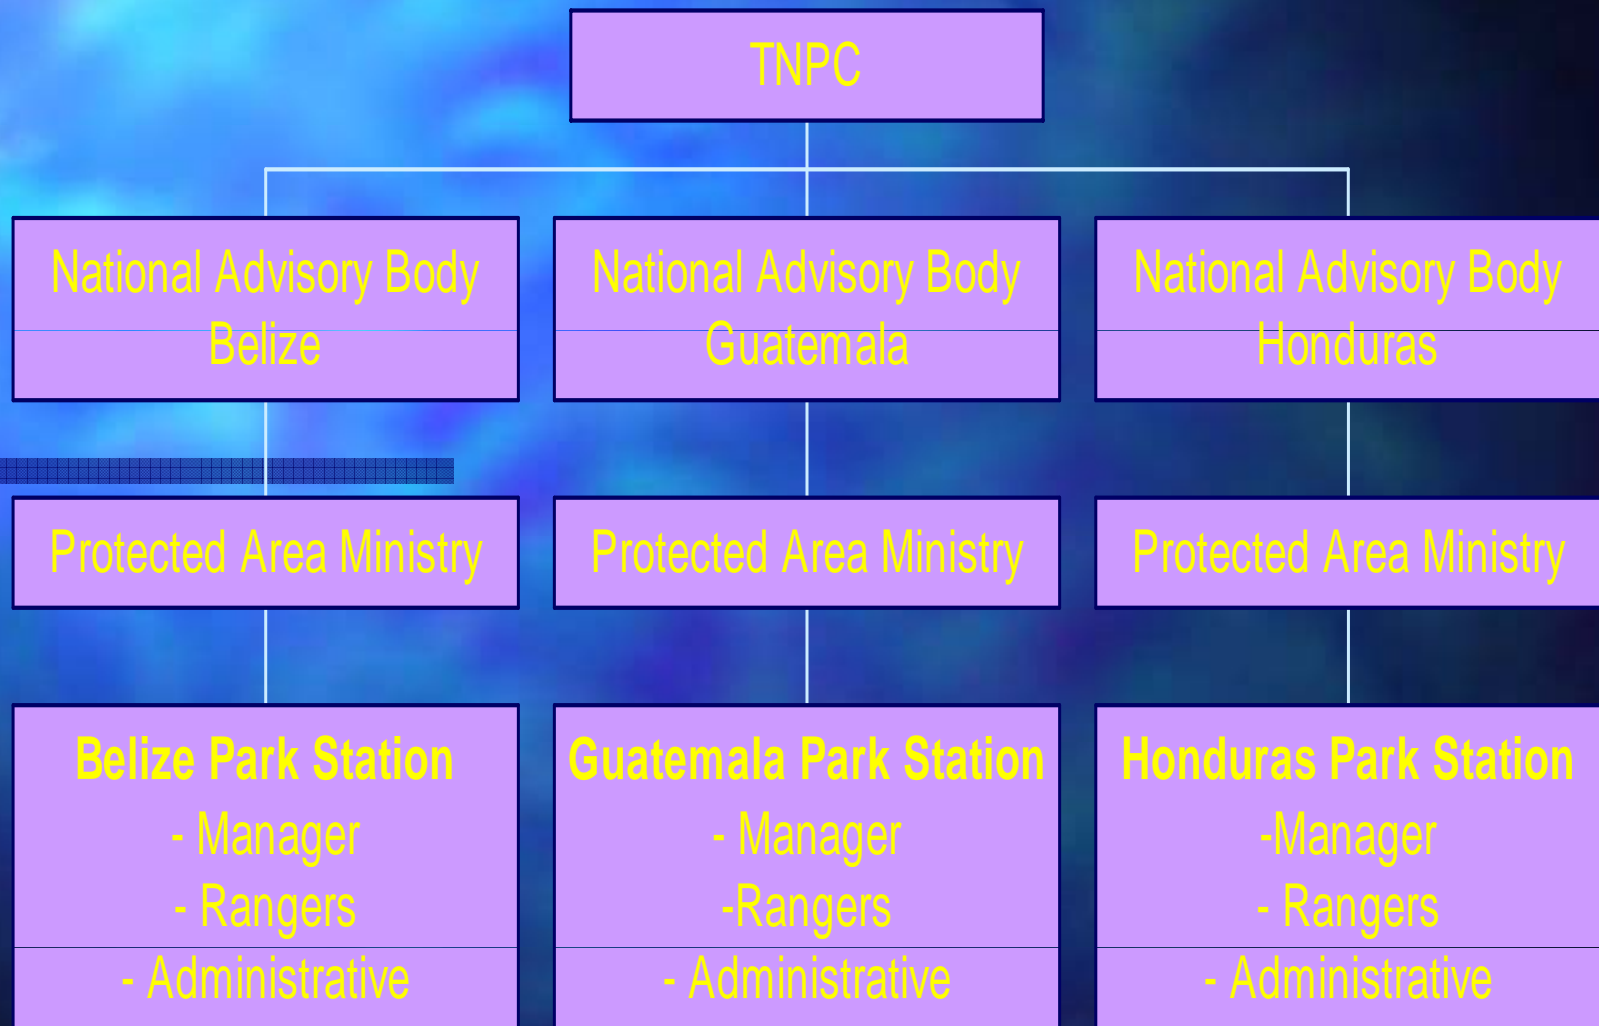 TNPC
National Advisory Body
Belize
National Advisory Body
Guatemala
National Advisory Body
Honduras
Protected Area Ministry
Protected Area Ministry
Protected Area Ministry
Belize Park Station
- Manager
- Rangers
- Administrative
Guatemala Park Station
- Manager
-Rangers
- Administrative
Honduras Park Station
-Manager
- Rangers
- Administrative